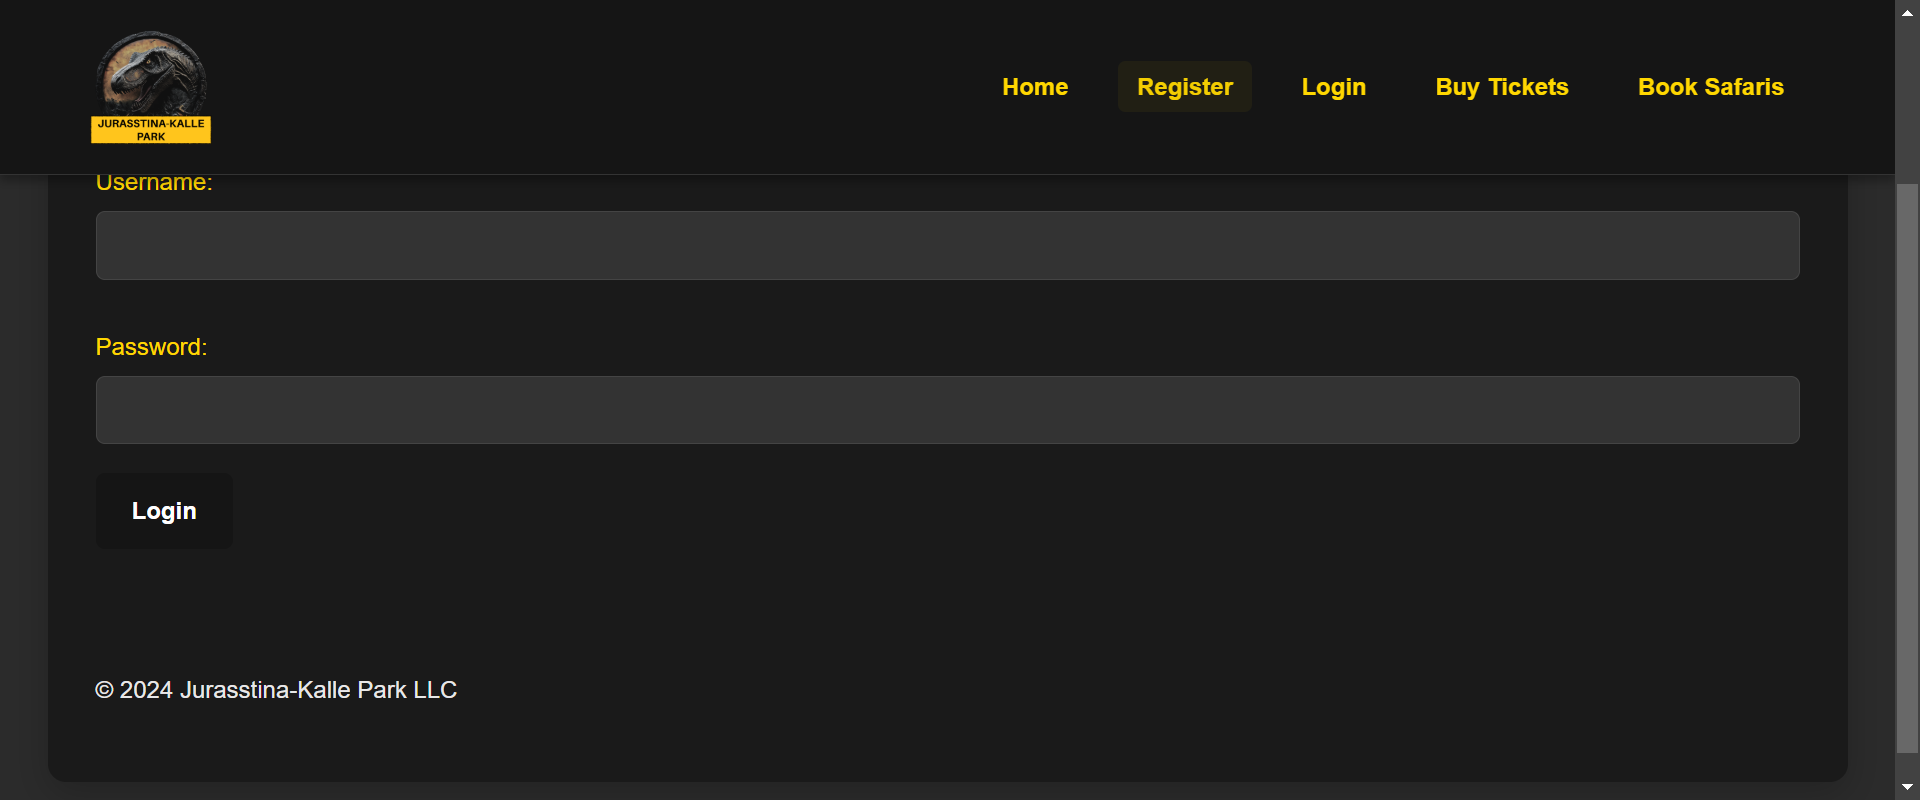 JURASSTINA-KALLE
PARK
Home Register Login Buy Tickets Book Safaris
Username:
Password:
Login
© 2024 Jurasstina-Kalle Park LLC